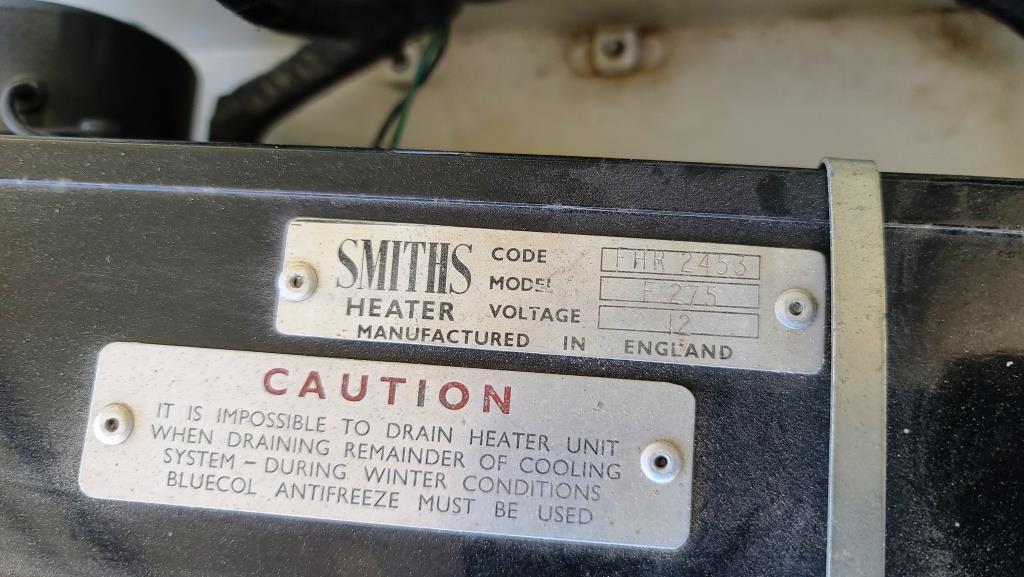 SMITHS
HEATER
CODE FHR 2453
MODEL F 275
VOLTAGE 12
MANUFACTURED IN ENGLAND
CAUTION
IT IS IMPOSSIBLE TO DRAIN HEATER UNIT
WHEN DRAINING REMAINDER OF COOLING
SYSTEM – DURING WINTER CONDITIONS
BLUECOL ANTIFREEZE MUST BE USED